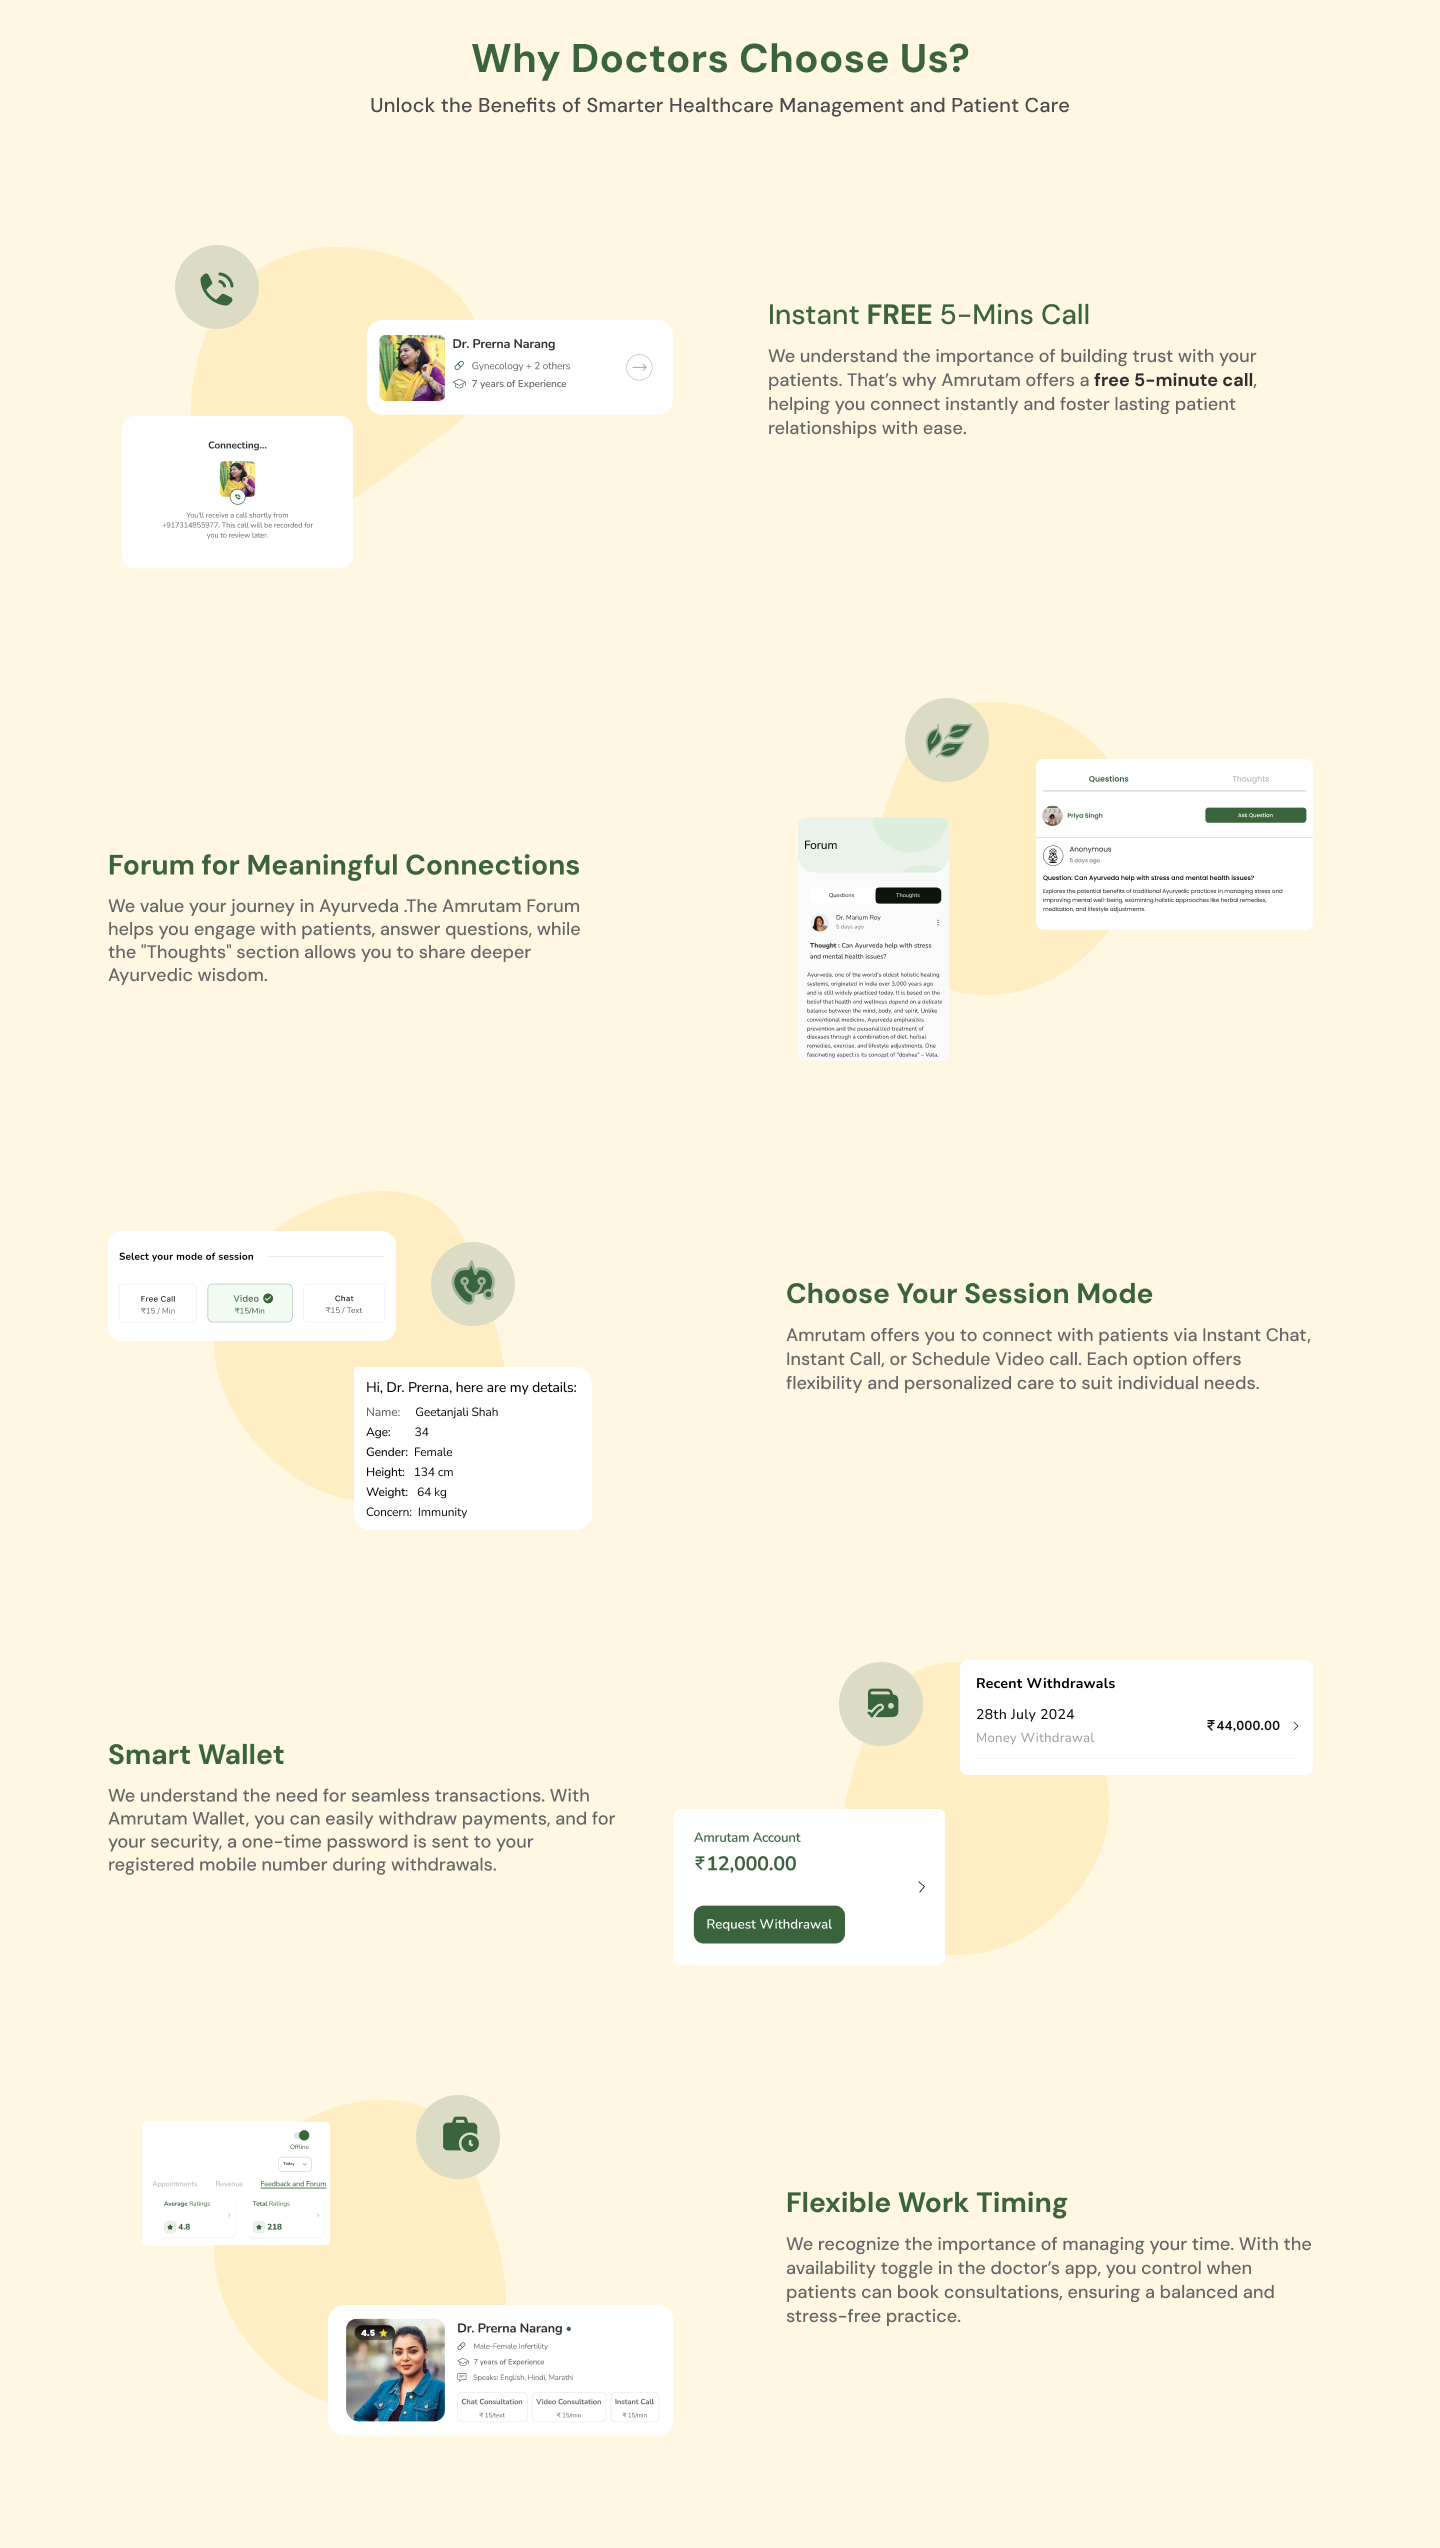 Why Doctors Choose Us?
Unlock the Benefits of Smarter Healthcare Management and Patient Care
Dr. Prerna Narang
Gynecology + 2 others
7 years of Experience
Connecting...
You'll receive a call shortly from
+917314855977. This call will be recorded for
you to review later.
Instant FREE 5-Mins Call
We understand the importance of building trust with your
patients. That's why Amrutam offers a free 5-minute call,
helping you connect instantly and foster lasting patient
relationships with ease.
Forum for Meaningful Connections
We value your journey in Ayurveda .The Amrutam Forum
helps you engage with patients, answer questions, while
the "Thoughts" section allows you to share deeper
Ayurvedic wisdom.
Questions Thoughts
Priya Singh Ask Question
Anonymous
5 days ago
Question: Can Ayurveda help with stress and mental health issues?
Explores the potential benefits of traditional Ayurvedic practices in managing stress and
improving mental well-being, examining holistic approaches like herbal remedies,
meditation, and lifestyle adjustments.
Forum
Questions Thoughts
Dr. Marium Roy
5 days ago
Thought : Can Ayurveda help with stress
and mental health issues?
Ayurveda, one of the world's oldest holistic healing
systems, originated in India over 3,000 years ago
and is still widely practiced today. It is based on the
belief that health and wellness depend on a delicate
balance between the mind, body, and spirit. Unlike
conventional medicine, Ayurveda emphasizes
prevention and the personalized treatment of
diseases through a combination of diet, herbal
remedies, exercise, and lifestyle adjustments. One
fascinating aspect is its concept of "doshas" – Vata,
Select your mode of session
Free Call Video Chat
₹15 / Min ₹15/Min ₹15 / Text
Hi, Dr. Prerna, here are my details:
Name: Geetanjali Shah
Age: 34
Gender: Female
Height: 134 cm
Weight: 64 kg
Concern: Immunity
Choose Your Session Mode
Amrutam offers you to connect with patients via Instant Chat,
Instant Call, or Schedule Video call. Each option offers
flexibility and personalized care to suit individual needs.
Smart Wallet
We understand the need for seamless transactions. With
Amrutam Wallet, you can easily withdraw payments, and for
your security, a one-time password is sent to your
registered mobile number during withdrawals.
Recent Withdrawals
28th July 2024
Money Withdrawal
₹44,000.00
Amrutam Account
₹12,000.00
Request Withdrawal
Offline
Today
Appointments Revenue Feedback and Forum
Average Ratings Total Ratings
4.8 218
4.5
Dr. Prerna Narang
Male-Female Infertility
7 years of Experience
Speaks: English, Hindi, Marathi
Chat Consultation Video Consultation Instant Call
₹ 15/text ₹ 15/min ₹ 15/min
Flexible Work Timing
We recognize the importance of managing your time. With the
availability toggle in the doctor's app, you control when
patients can book consultations, ensuring a balanced and
stress-free practice.